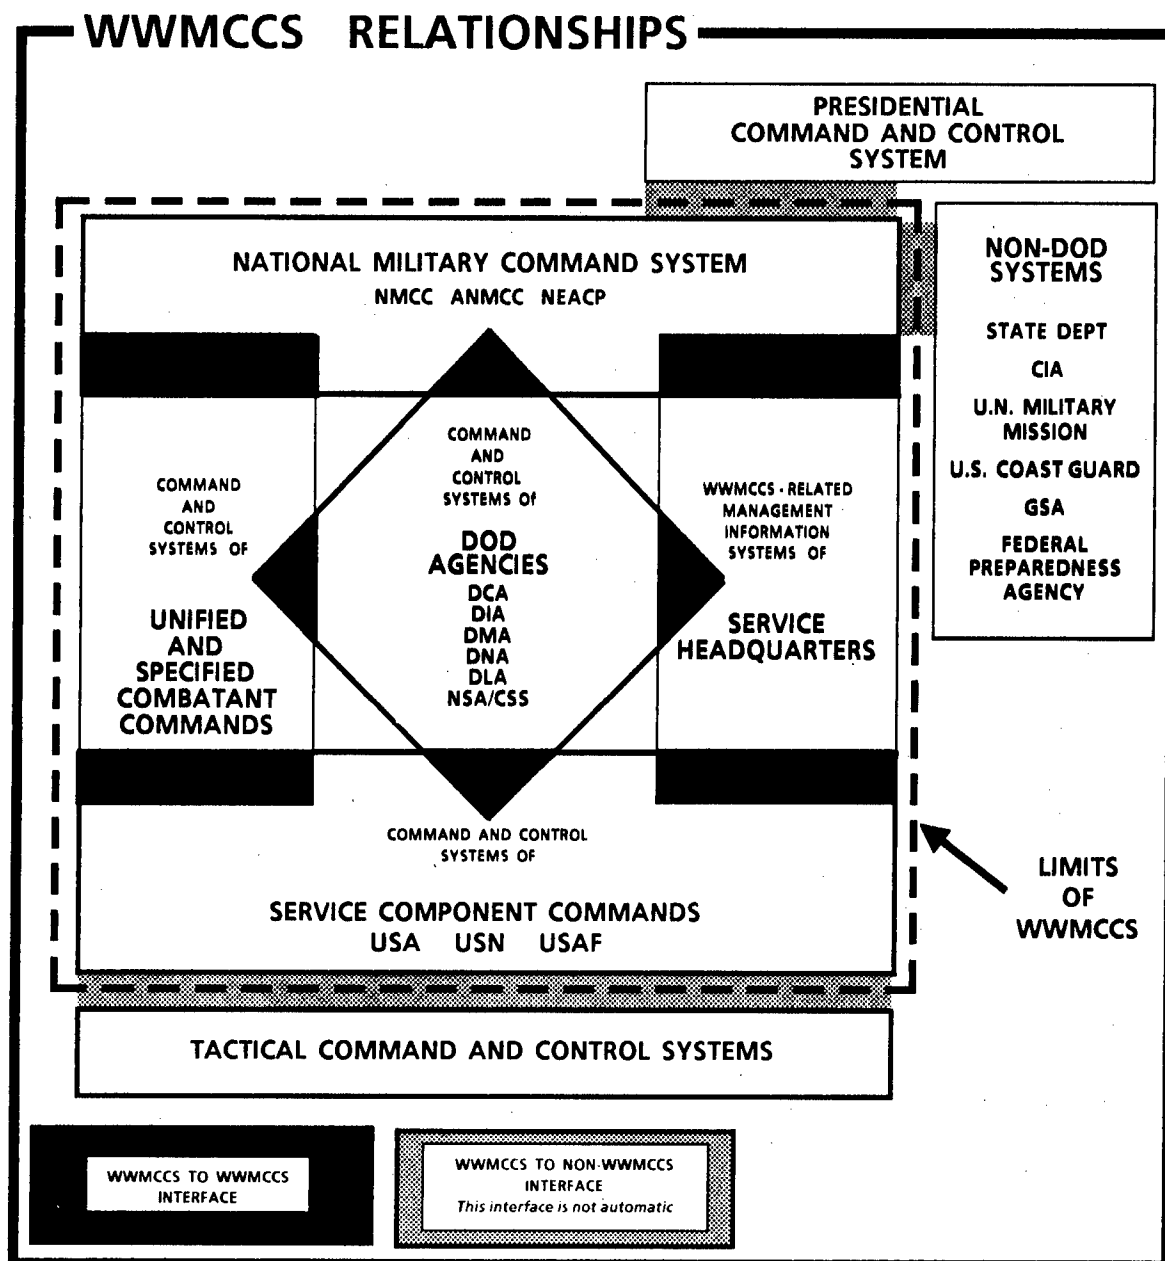 WWMCCS RELATIONSHIPS
PRESIDENTIAL
COMMAND AND CONTROL
SYSTEM
NATIONAL MILITARY COMMAND SYSTEM
NMCC ANMCC NEACP
NON-DOD
SYSTEMS
STATE DEPT
CIA
U.N. MILITARY
MISSION
U.S. COAST GUARD
GSA
FEDERAL
PREPAREDNESS
AGENCY
COMMAND
AND
CONTROL
SYSTEMS OF
UNIFIED
AND
SPECIFIED
COMBATANT
COMMANDS
COMMAND
AND
CONTROL
SYSTEMS Of
DOD
AGENCIES
DCA
DIA
DMA
DNA
DLA
NSA/CSS
WWMCCS - RELATED
MANAGEMENT
INFORMATION
SYSTEMS OF
SERVICE
HEADQUARTERS
COMMAND AND CONTROL
SYSTEMS OF
SERVICE COMPONENT COMMANDS
USA USN USAF
LIMITS
OF
WWMCCS
TACTICAL COMMAND AND CONTROL SYSTEMS
WWMCCS TO WWMCCS
INTERFACE
WWMCCS TO NON-WWMCCS
INTERFACE
This interface is not automatic